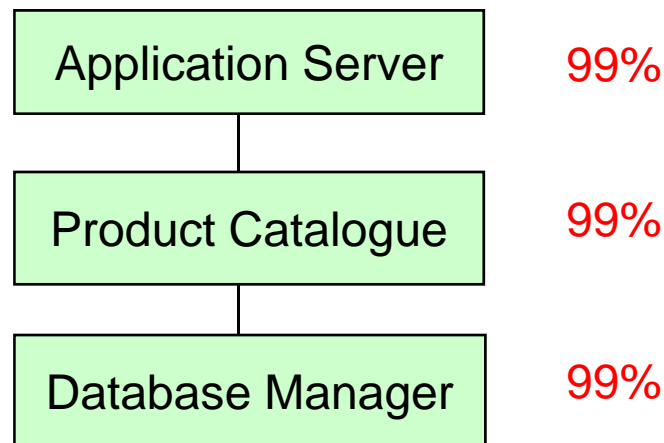 Application Server 99%
Product Catalogue 99%
Database Manager 99%